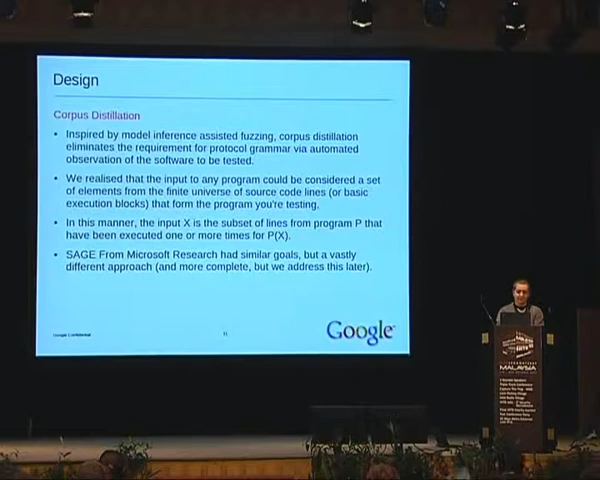 Design
Corpus Distillation
• Inspired by model inference assisted fuzzing, corpus distillation
eliminates the requirement for protocol grammar via automated
observation of the software to be tested.
• We realised that the input to any program could be considered a set
of elements from the finite universe of source code lines (or basic
execution blocks) that form the program you're testing.
• In this manner, the input X is the subset of lines from program P that
have been executed one or more times for P(X).
• SAGE From Microsoft Research had similar goals, but a vastly
different approach (and more complete, but we address this later).
Google Confidential
Google
MALAYSIA